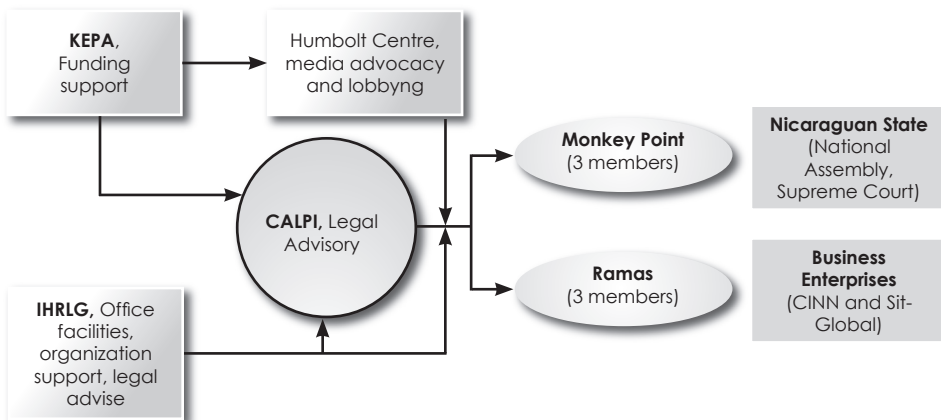 KEPA,
Funding
support
Humbolt Centre,
media advocacy
and lobbyng
CALPI, Legal
Advisory
IHRLG, Office
facilities,
organization
support, legal
advise
Monkey Point
(3 members)
Ramas
(3 members)
Nicaraguan State
(National
Assembly,
Supreme Court)
Business
Enterprises
(CINN and Sit-
Global)